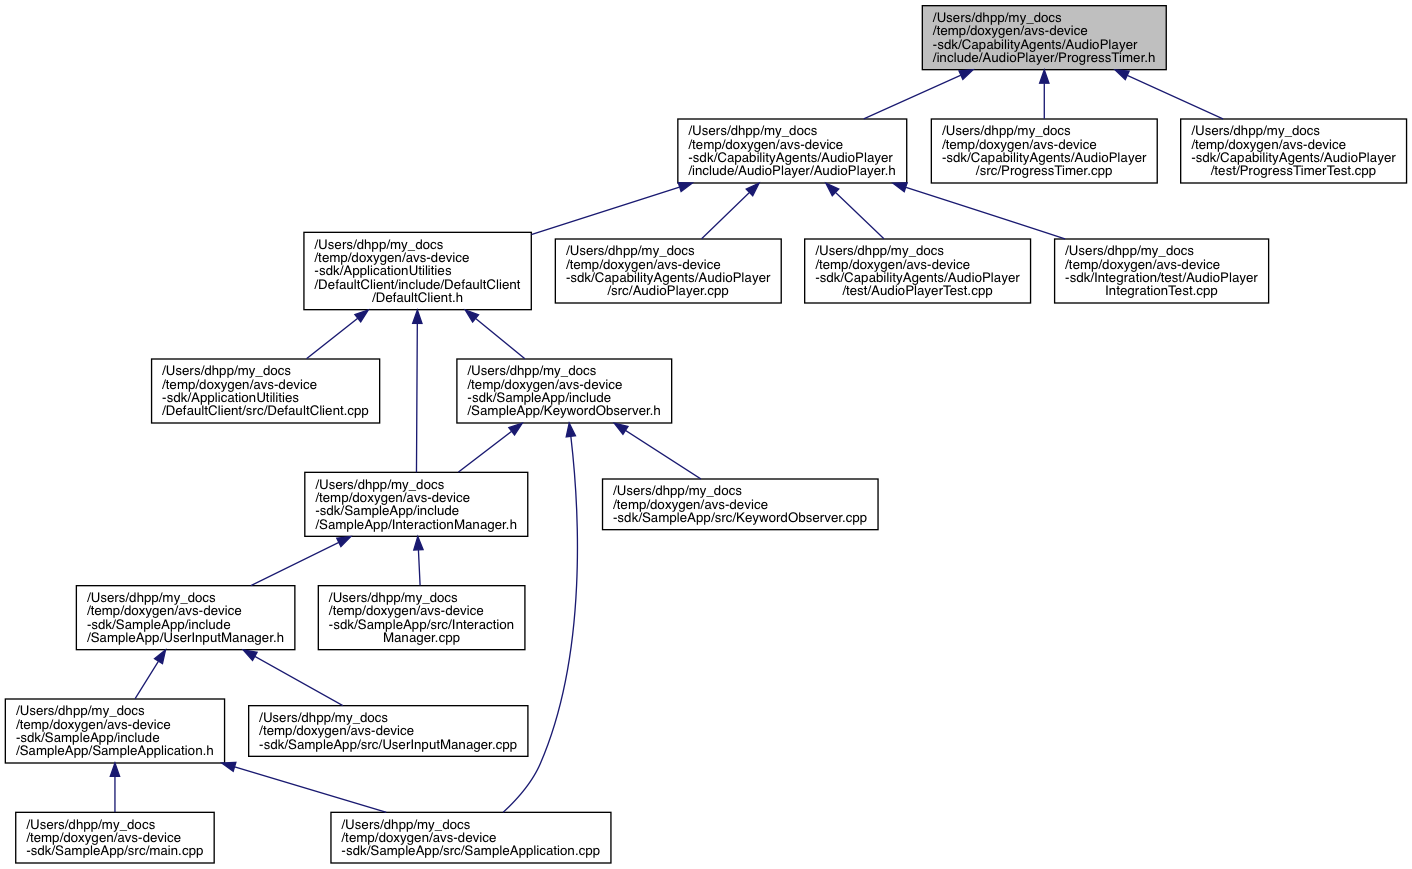 /Users/dhpp/my_docs
/temp/doxygen/avs-device
-sdk/CapabilityAgents/AudioPlayer
/include/AudioPlayer/ProgressTimer.h
/Users/dhpp/my_docs
/temp/doxygen/avs-device
-sdk/CapabilityAgents/AudioPlayer
/include/AudioPlayer/AudioPlayer.h
/Users/dhpp/my_docs
/temp/doxygen/avs-device
-sdk/CapabilityAgents/AudioPlayer
/src/ProgressTimer.cpp
/Users/dhpp/my_docs
/temp/doxygen/avs-device
-sdk/CapabilityAgents/AudioPlayer
/test/ProgressTimerTest.cpp
/Users/dhpp/my_docs
/temp/doxygen/avs-device
-sdk/ApplicationUtilities
/DefaultClient/include/DefaultClient
/DefaultClient.h
/Users/dhpp/my_docs
/temp/doxygen/avs-device
-sdk/CapabilityAgents/AudioPlayer
/src/AudioPlayer.cpp
/Users/dhpp/my_docs
/temp/doxygen/avs-device
-sdk/CapabilityAgents/AudioPlayer
/test/AudioPlayerTest.cpp
/Users/dhpp/my_docs
/temp/doxygen/avs-device
-sdk/Integration/test/AudioPlayer
IntegrationTest.cpp
/Users/dhpp/my_docs
/temp/doxygen/avs-device
-sdk/ApplicationUtilities
/DefaultClient/src/DefaultClient.cpp
/Users/dhpp/my_docs
/temp/doxygen/avs-device
-sdk/SampleApp/include
/SampleApp/KeywordObserver.h
/Users/dhpp/my_docs
/temp/doxygen/avs-device
-sdk/SampleApp/include
/SampleApp/InteractionManager.h
/Users/dhpp/my_docs
/temp/doxygen/avs-device
-sdk/SampleApp/src/KeywordObserver.cpp
/Users/dhpp/my_docs
/temp/doxygen/avs-device
-sdk/SampleApp/include
/SampleApp/UserInputManager.h
/Users/dhpp/my_docs
/temp/doxygen/avs-device
-sdk/SampleApp/src/Interaction
Manager.cpp
/Users/dhpp/my_docs
/temp/doxygen/avs-device
-sdk/SampleApp/include
/SampleApp/SampleApplication.h
/Users/dhpp/my_docs
/temp/doxygen/avs-device
-sdk/SampleApp/src/UserInputManager.cpp
/Users/dhpp/my_docs
/temp/doxygen/avs-device
-sdk/SampleApp/src/main.cpp
/Users/dhpp/my_docs
/temp/doxygen/avs-device
-sdk/SampleApp/src/SampleApplication.cpp